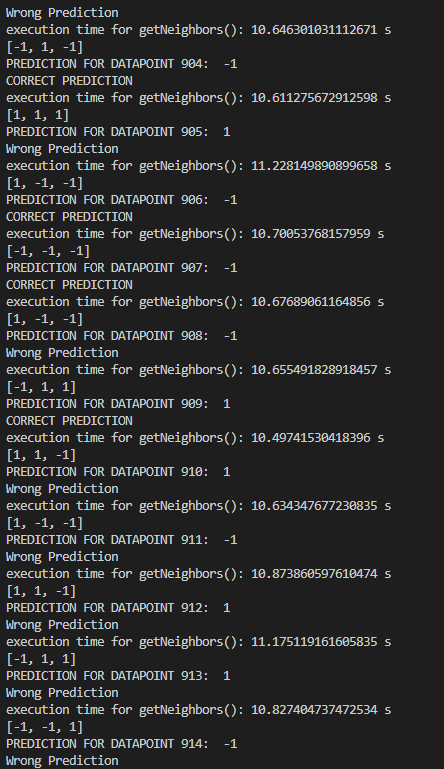 Wrong Prediction
execution time for getNeighbors(): 10.646301031112671 s
[-1, 1, -1]
PREDICTION FOR DATAPOINT 904:  -1
CORRECT PREDICTION
execution time for getNeighbors(): 10.611275672912598 s
[1, 1, 1]
PREDICTION FOR DATAPOINT 905:  1
Wrong Prediction
execution time for getNeighbors(): 11.228149890899658 s
[1, -1, -1]
PREDICTION FOR DATAPOINT 906:  -1
CORRECT PREDICTION
execution time for getNeighbors(): 10.70053768157959 s
[-1, -1, -1]
PREDICTION FOR DATAPOINT 907:  -1
CORRECT PREDICTION
execution time for getNeighbors(): 10.67689061164856 s
[1, -1, -1]
PREDICTION FOR DATAPOINT 908:  -1
Wrong Prediction
execution time for getNeighbors(): 10.655491828918457 s
[-1, 1, 1]
PREDICTION FOR DATAPOINT 909:  1
CORRECT PREDICTION
execution time for getNeighbors(): 10.49741530418396 s
[1, 1, -1]
PREDICTION FOR DATAPOINT 910:  1
Wrong Prediction
execution time for getNeighbors(): 10.634347677230835 s
[1, -1, -1]
PREDICTION FOR DATAPOINT 911:  -1
Wrong Prediction
execution time for getNeighbors(): 10.873860597610474 s
[1, 1, -1]
PREDICTION FOR DATAPOINT 912:  1
Wrong Prediction
execution time for getNeighbors(): 11.175119161605835 s
[-1, 1, 1]
PREDICTION FOR DATAPOINT 913:  1
Wrong Prediction
execution time for getNeighbors(): 10.827404737472534 s
[-1, -1, 1]
PREDICTION FOR DATAPOINT 914:  -1
Wrong Prediction